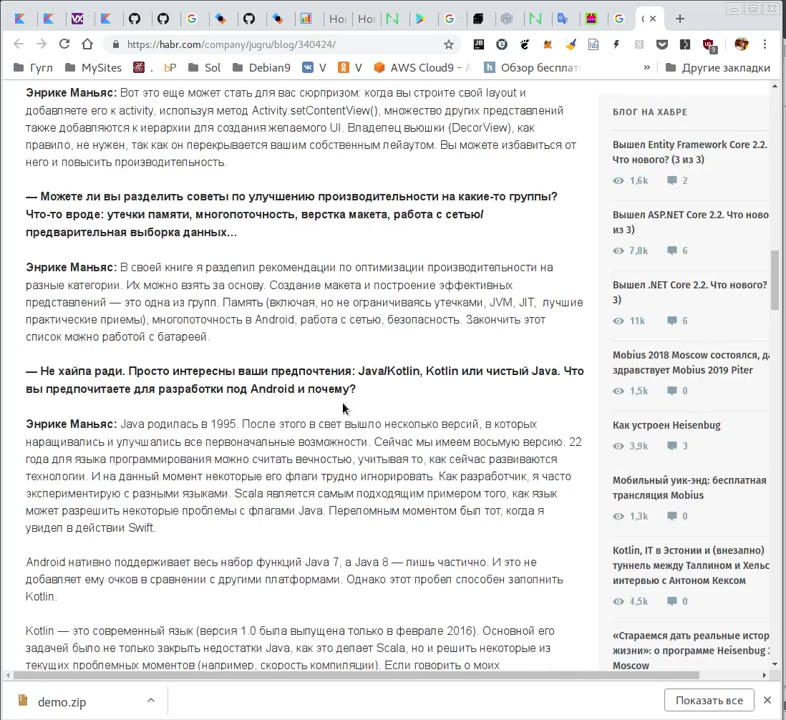 Hoi
Hoi
https://habr.com/company/jugru/blog/340424/
Гугл
MySites
bP
Sol
Debian9
V
V
AWS Cloud9 -
Обзор бесплат
»
Другие закладки
Энрике Маньяс: Вот это еще может стать для вас сюрпризом: когда вы строите свой layout и
добавляете его к activity, используя метод Activity.setContentView(), множество других представлений
также добавляются к иерархии для создания желаемого UI. Владелец вьюшки (DecorView), как
правило, не нужен, так как он перекрывается вашим собственным лейаутом. Вы можете избавиться от
него и повысить производительность.
— Можете ли вы разделить советы по улучшению производительности на какие-то группы?
Что-то вроде: утечки памяти, многопоточность, верстка макета, работа с сетью/
предварительная выборка данных...
Энрике Маньяс: В своей книге я разделил рекомендации по оптимизации производительности на
разные категории. Их можно взять за основу. Создание макета и построение эффективных
представлений — это одна из групп. Память (включая, но не ограничиваясь утечками, JVM, JIT, лучшие
практические приемы), многопоточность в Android, работа с сетью, безопасность. Закончить этот
список можно работой с батареей.
— Не хайпа ради. Просто интересны ваши предпочтения: Java/Kotlin, Kotlin или чистый Java. Что
вы предпочитаете для разработки под Android и почему?
Энрике Маньяс: Java родилась в 1995. После этого в свет вышло несколько версий, в которых
наращивались и улучшались все первоначальные возможности. Сейчас мы имеем восьмую версию. 22
года для языка программирования можно считать вечностью, учитывая то, как сейчас развиваются
технологии. И на данный момент некоторые его флаги трудно игнорировать. Как разработчик, я часто
экспериментирую с разными языками. Scala является самым подходящим примером того, как язык
может разрешить некоторые проблемы с флагами Java. Переломным моментом был тот, когда я
увидел в действии Swift.
Android нативно поддерживает весь набор функций Java 7, а Java 8 — лишь частично. И это не
добавляет ему очков в сравнении с другими платформами. Однако этот пробел способен заполнить
Kotlin.
Kotlin — это современный язык (версия 1.0 была выпущена только в феврале 2016). Основной его
задачей было не только закрыть недостатки Java, как это делает Scala, но и решить некоторые из
текущих проблемных моментов (например, скорость компиляции). Если говорить о моих
БЛОГ НА ХАБРЕ
Вышел Entity Framework Core 2.2.
Что нового? (3 из 3)
1,6k 2
Вышел ASP.NET Core 2.2. Что ново
из 3)
7,8k 6
Вышел .NET Core 2.2. Что нового?
3)
11k 6
Mobius 2018 Moscow состоялся, да
здравствует Mobius 2019 Piter
1,5k 0
Как устроен Heisenbug
3,9k 3
Мобильный уик-энд: бесплатная
трансляция Mobius
1,3k 0
Kotlin, IT в Эстонии и (внезапно)
туннель между Таллином и Хельс
интервью с Антоном Кексом
4,5k 0
«Стараемся дать реальные истор
жизни»: о программе Heisenbug 2
Moscow
demo.zip
Показать все